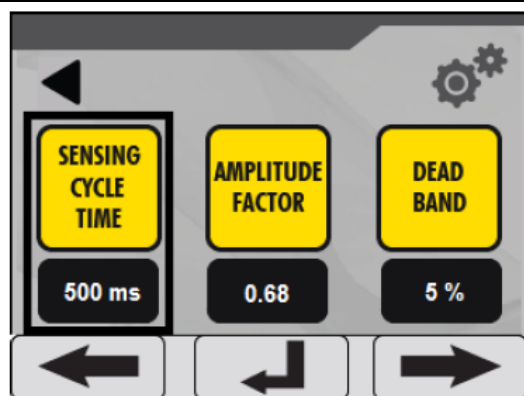 SENSING
CYCLE
TIME
AMPLITUDE
FACTOR
DEAD
BAND
500 ms
0.68
5 %